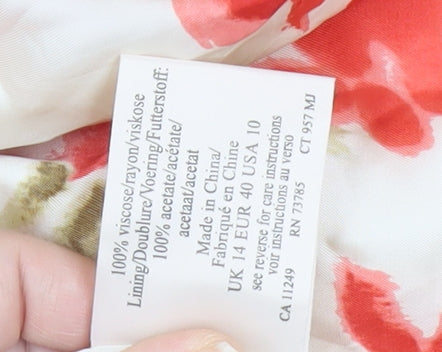 100% viscose/rayon/viskose
Lining/Doublure/Voering/Futterstoff:
100% acetate/acétate/
acetaat/acetat
Made in China/
Fabriqué en Chine
UK 14 EUR 40 USA 10
see reverse for care instructions
voir instructions au verso
CA 11249 RN 73785 CT 957 MJ